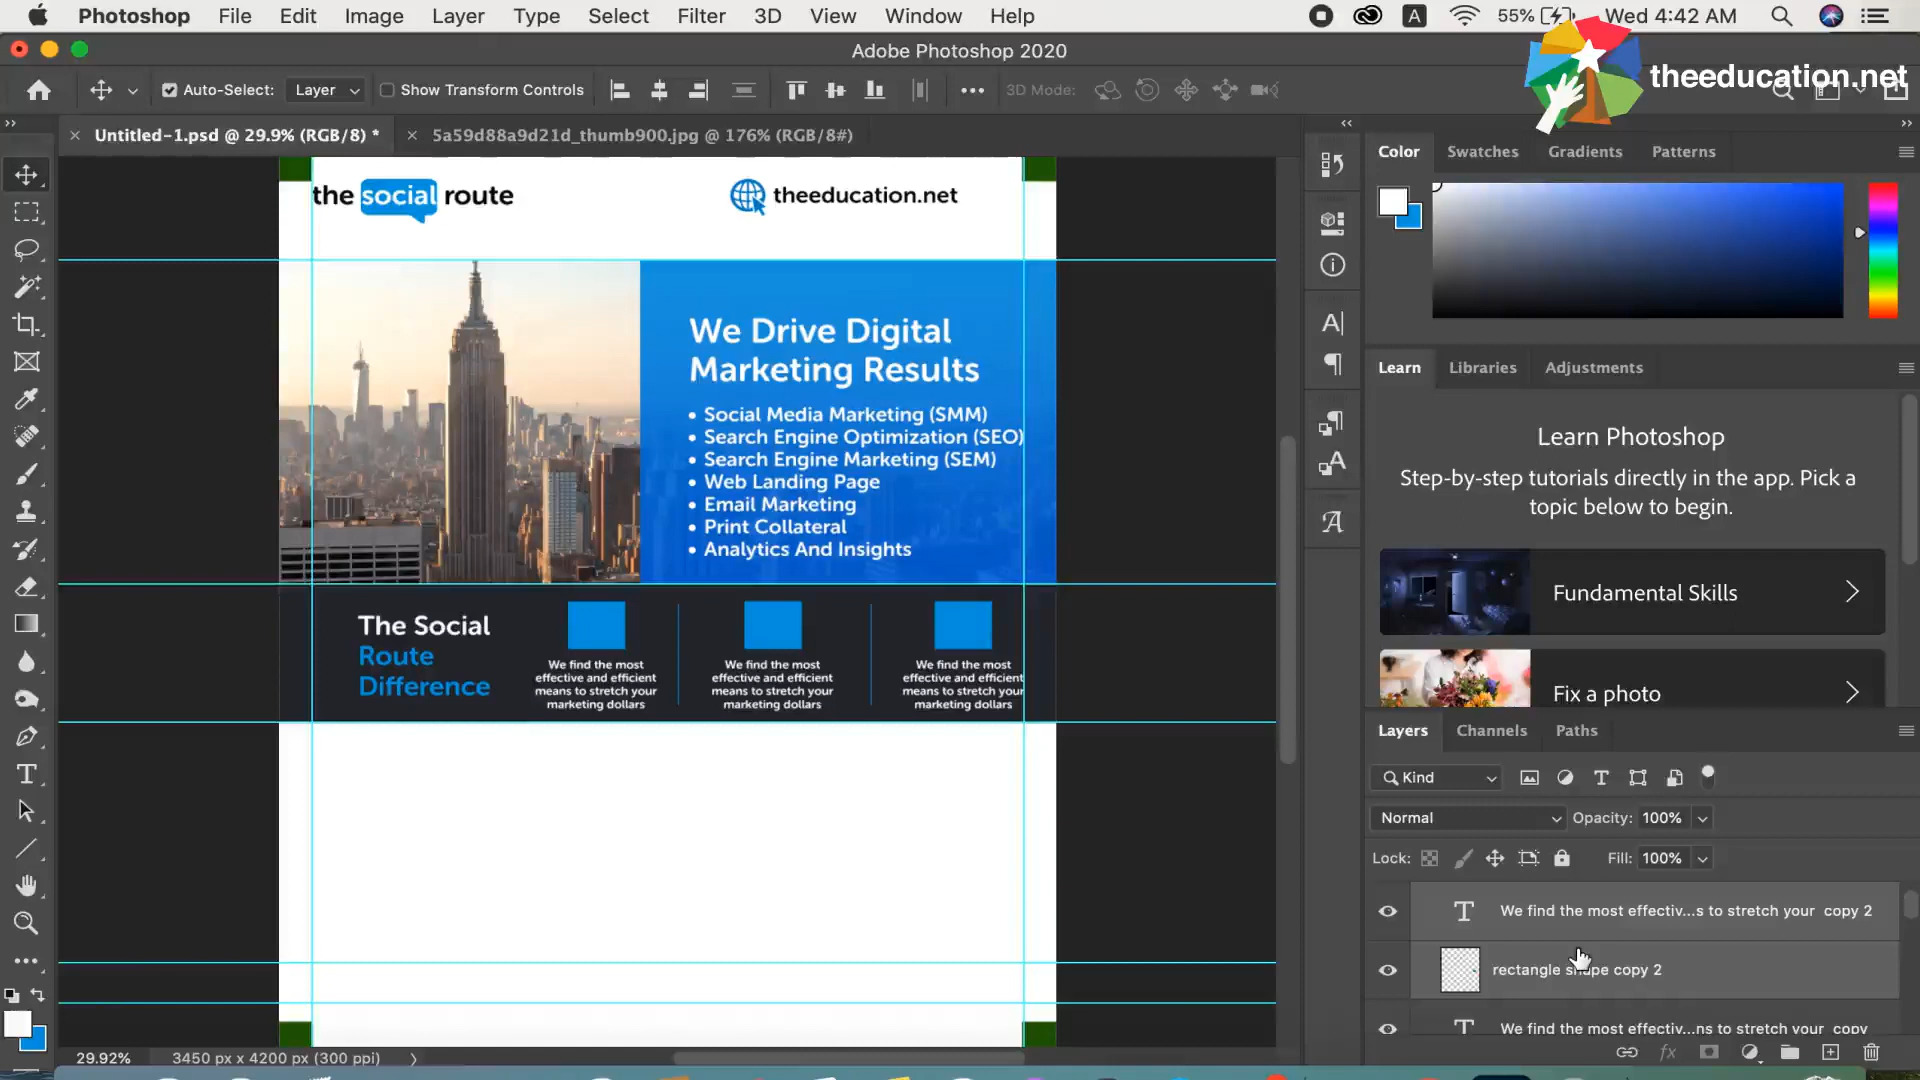 Photoshop File Edit Image Layer Type Select Filter 3D View Window Help
A 55% Wed 4:42 AM
Adobe Photoshop 2020
theeducation.net
Auto-Select: Layer Show Transform Controls 3D Mode:
Untitled-1.psd @ 29.9% (RGB/8) *
5a59d88a9d21d_thumb900.jpg @ 176% (RGB/8#)
Color Swatches Gradients Patterns
the social route
theeducation.net
We Drive Digital
Marketing Results
• Social Media Marketing (SMM)
• Search Engine Optimization (SEO)
• Search Engine Marketing (SEM)
• Web Landing Page
• Email Marketing
• Print Collateral
• Analytics And Insights
The Social
Route
Difference
We find the most
effective and efficient
means to stretch your
marketing dollars
We find the most
effective and efficient
means to stretch your
marketing dollars
We find the most
effective and efficient
means to stretch your
marketing dollars
Learn Libraries Adjustments
Learn Photoshop
Step-by-step tutorials directly in the app. Pick a
topic below to begin.
Fundamental Skills
Fix a photo
Layers Channels Paths
Kind
Normal Opacity: 100%
Lock: Fill: 100%
We find the most effectiv...s to stretch your copy 2
rectangle shape copy 2
We find the most effectiv...ns to stretch your copy
29.92% 3450 px x 4200 px (300 ppi)